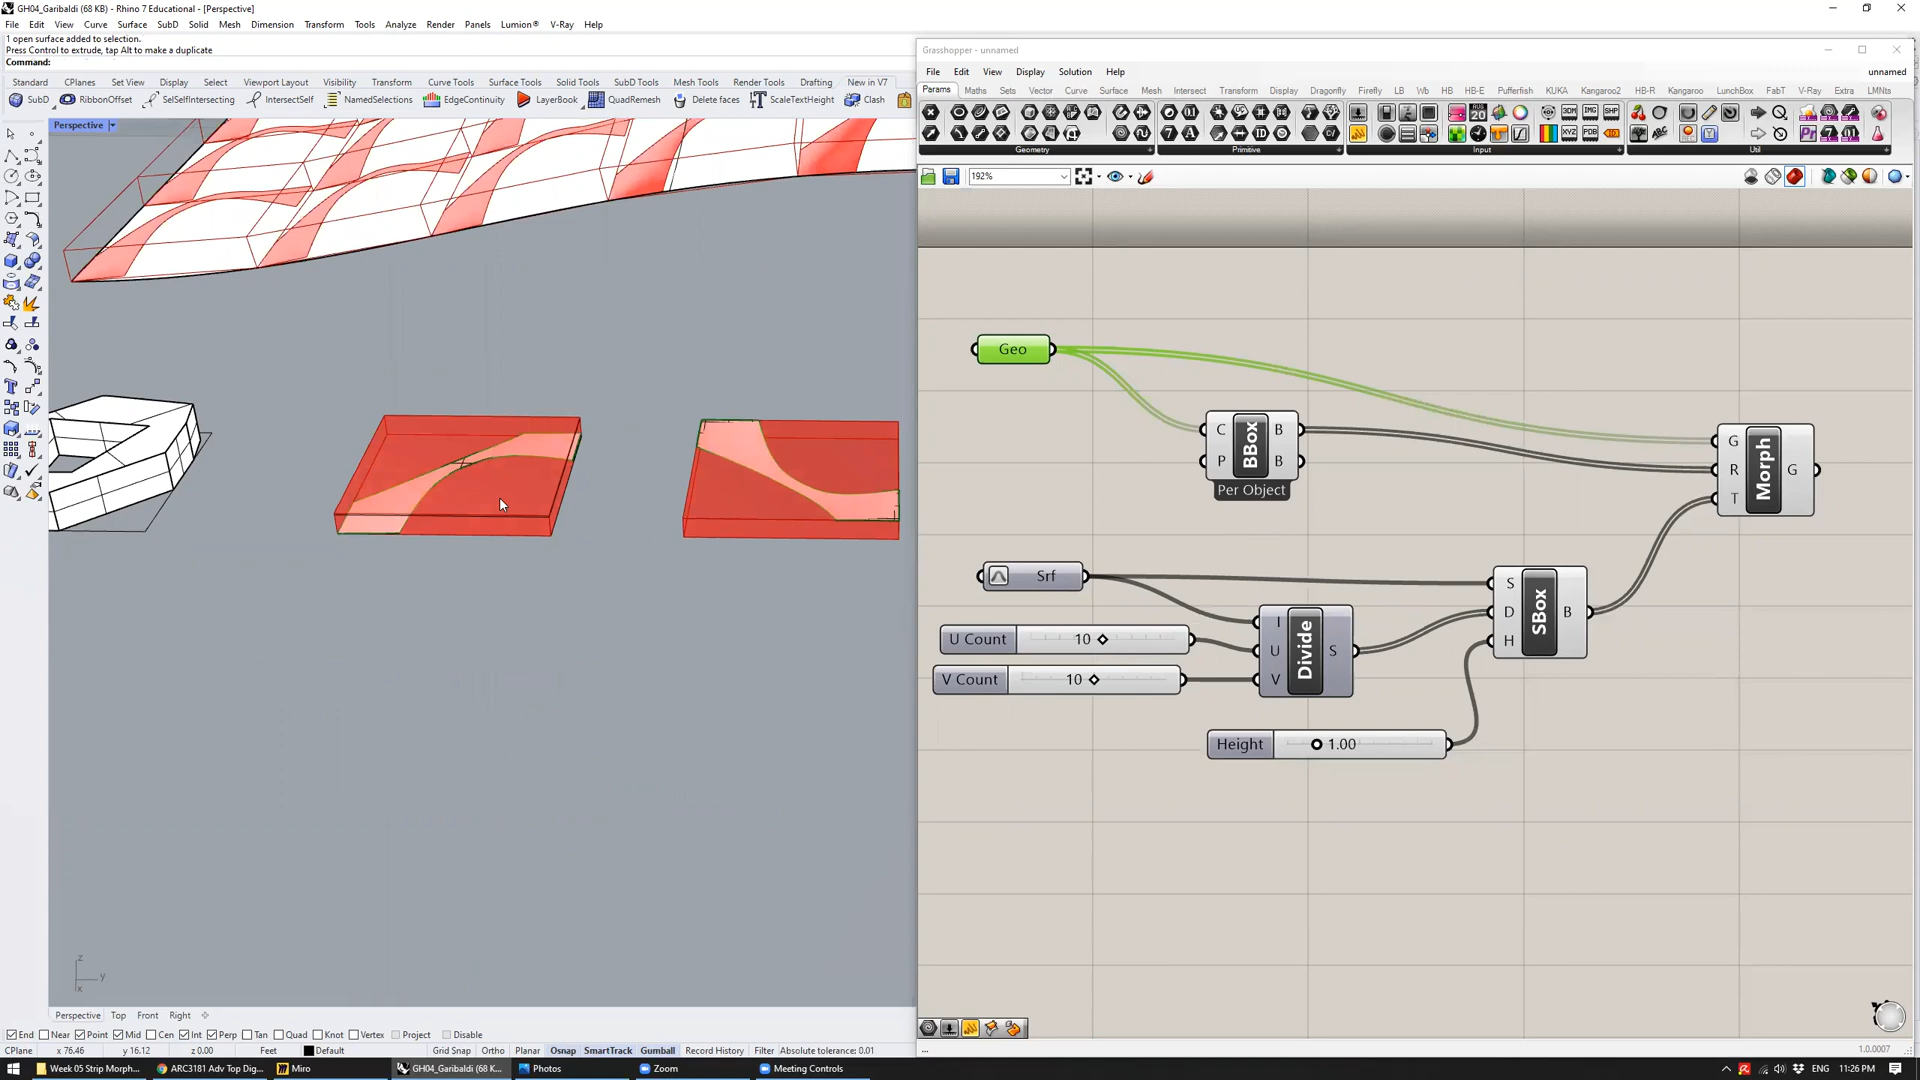 GH04_Garibaldi (68 KB) - Rhino 7 Educational - [Perspective]
File Edit View Curve Surface SubD Solid Mesh Dimension Transform Tools Analyze Render Panels Lumion® V-Ray Help
1 open surface added to selection.
Press Control to extrude, tap Alt to make a duplicate
Command:
Standard CPlanes Set View Display Select Viewport Layout Visibility Transform Curve Tools Surface Tools Solid Tools SubD Tools Mesh Tools Render Tools Drafting New in V7
SubD RibbonOffset SelSelfIntersecting IntersectSelf NamedSelections EdgeContinuity LayerBook QuadRemesh Delete faces ScaleTextHeight Clash
Perspective
z
y
x
Perspective Top Front Right
End Near Point Mid Cen Int Perp Tan Quad Knot Vertex Project Disable
CPlane x 76.46 y 16.12 z 0.00 Feet Default Grid Snap Ortho Planar Osnap SmartTrack Gumball Record History Filter Absolute tolerance: 0.01
Grasshopper - unnamed
File Edit View Display Solution Help unnamed
Params Maths Sets Vector Curve Surface Mesh Intersect Transform Display Dragonfly LB Wb HB HB-E Pufferfish KUKA Kangaroo2 HB-R Kangaroo LunchBox FabT V-Ray Extra LMNts
Geometry Primitive Input Util
192%
Geo
C BBox B
P B
Per Object
G Morph G
R
T
Srf
U Count 10
V Count 10
I Divide S
U
V
S SBox B
D
H
Height 1.00
...
1.0.0007
Week 05 Strip Morph... ARC3181 Adv Top Dig... Miro GH04_Garibaldi (68 K... Photos Zoom Meeting Controls ENG 11:26 PM